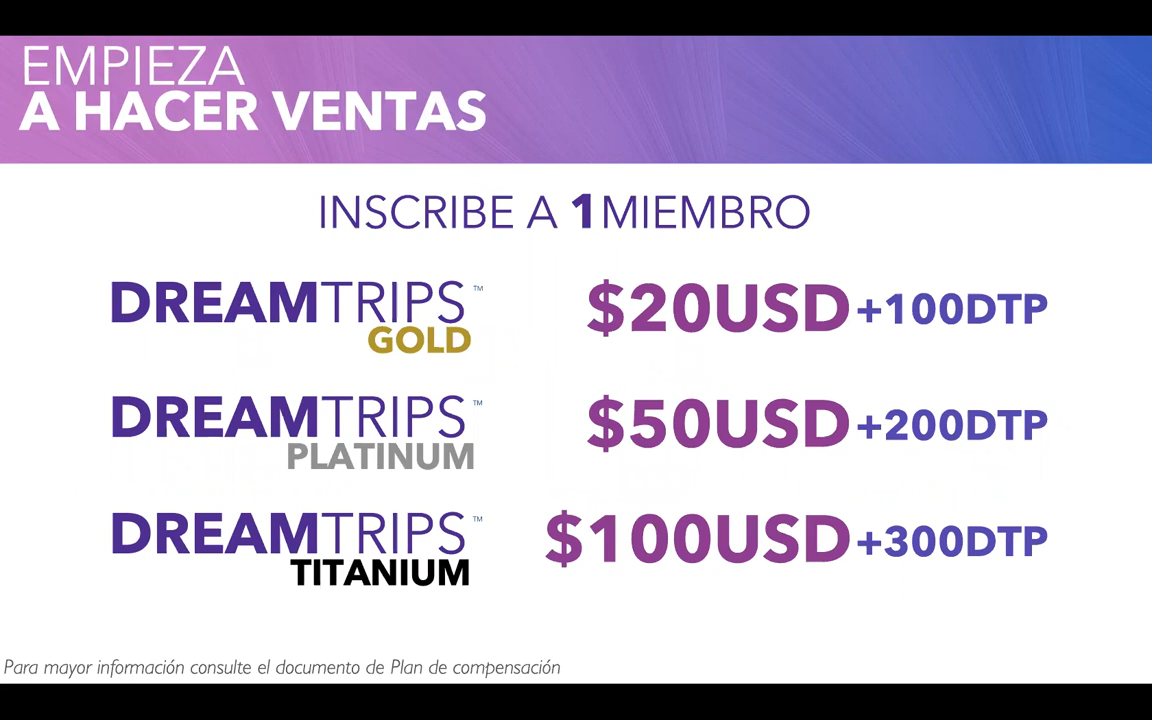 EMPIEZA
A HACER VENTAS
INSCRIBE A 1 MIEMBRO
DREAMTRIPS™ $20USD +100DTP
GOLD
DREAMTRIPS™ $50USD +200DTP
PLATINUM
DREAMTRIPS™ $100USD +300DTP
TITANIUM
Para mayor información consulte el documento de Plan de compensación